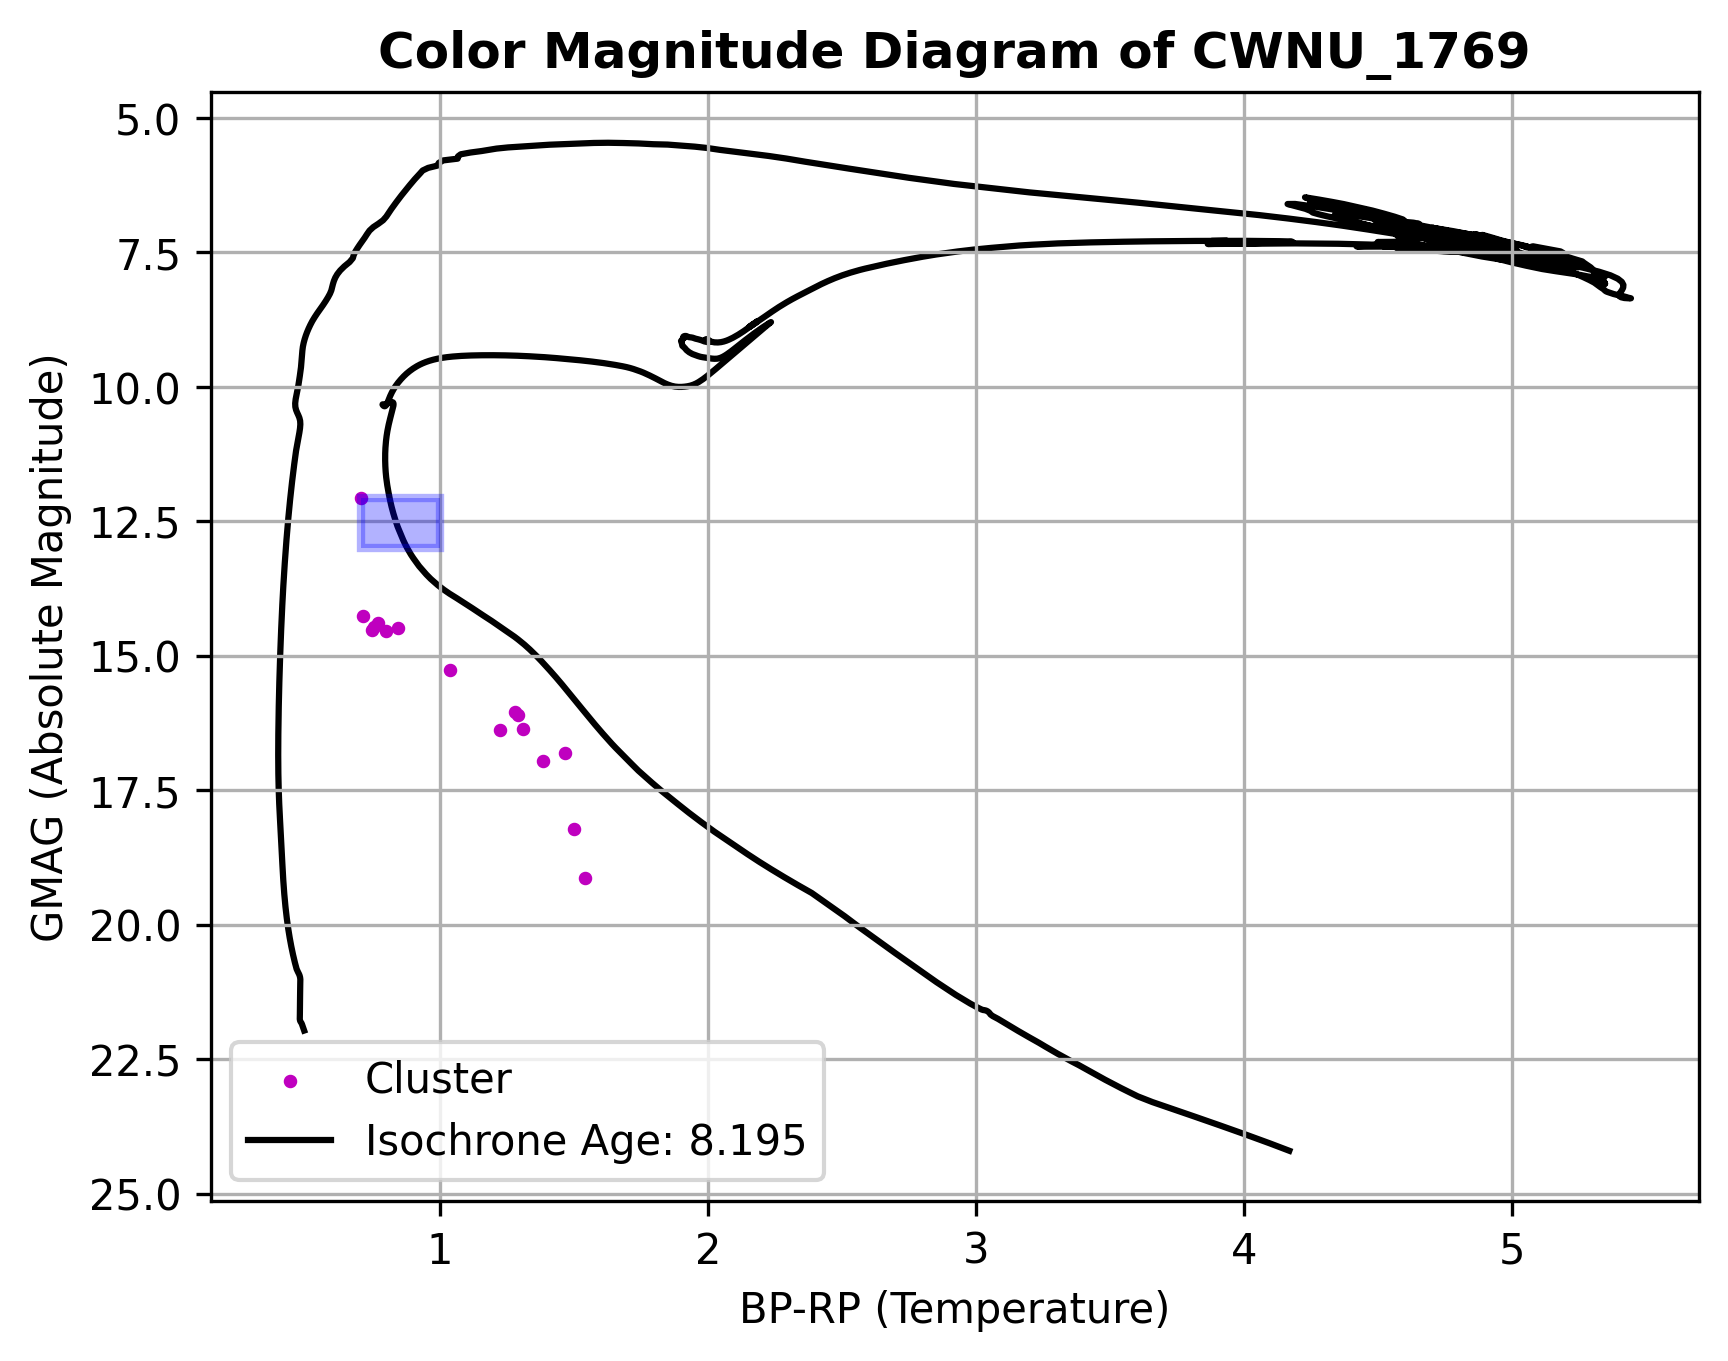 Color Magnitude Diagram of CWNU_1769
GMAG (Absolute Magnitude)
5.0
7.5
10.0
12.5
15.0
17.5
20.0
22.5
25.0
Cluster
Isochrone Age: 8.195
1 2 3 4 5
BP-RP (Temperature)